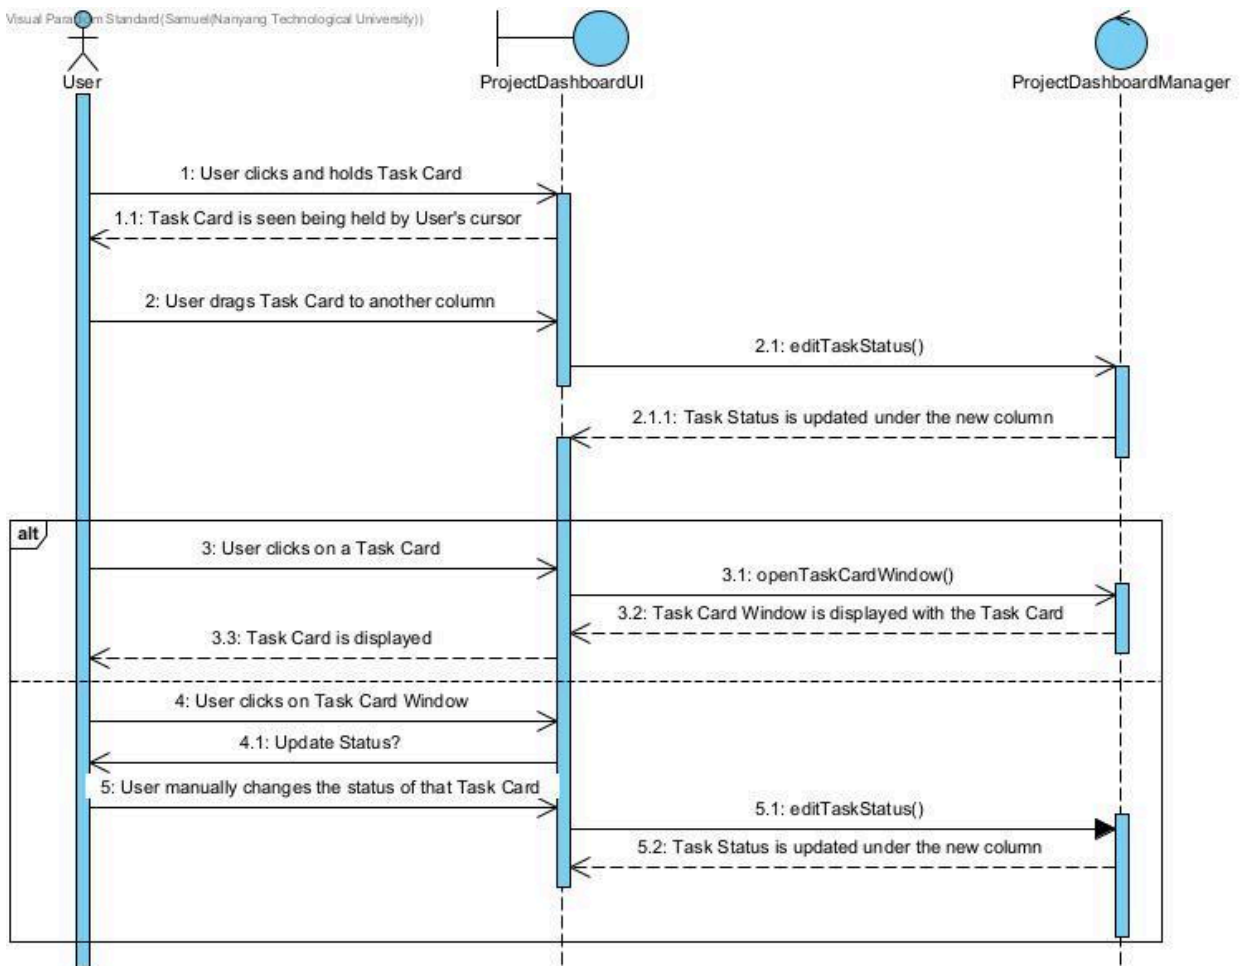 Visual Paradigm Standard(Samuel(Nanyang Technological University))
User
ProjectDashboardUI
ProjectDashboardManager
1: User clicks and holds Task Card
1.1: Task Card is seen being held by User's cursor
2: User drags Task Card to another column
2.1: editTaskStatus()
2.1.1: Task Status is updated under the new column
alt
3: User clicks on a Task Card
3.1: openTaskCardWindow()
3.2: Task Card Window is displayed with the Task Card
3.3: Task Card is displayed
4: User clicks on Task Card Window
4.1: Update Status?
5: User manually changes the status of that Task Card
5.1: editTaskStatus()
5.2: Task Status is updated under the new column